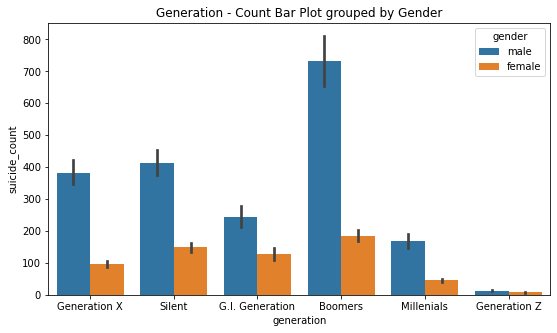 Generation - Count Bar Plot grouped by Gender
gender
male
female
suicide_count
800
700
600
500
400
300
200
100
0
Generation X Silent G.I. Generation Boomers Millenials Generation Z
generation